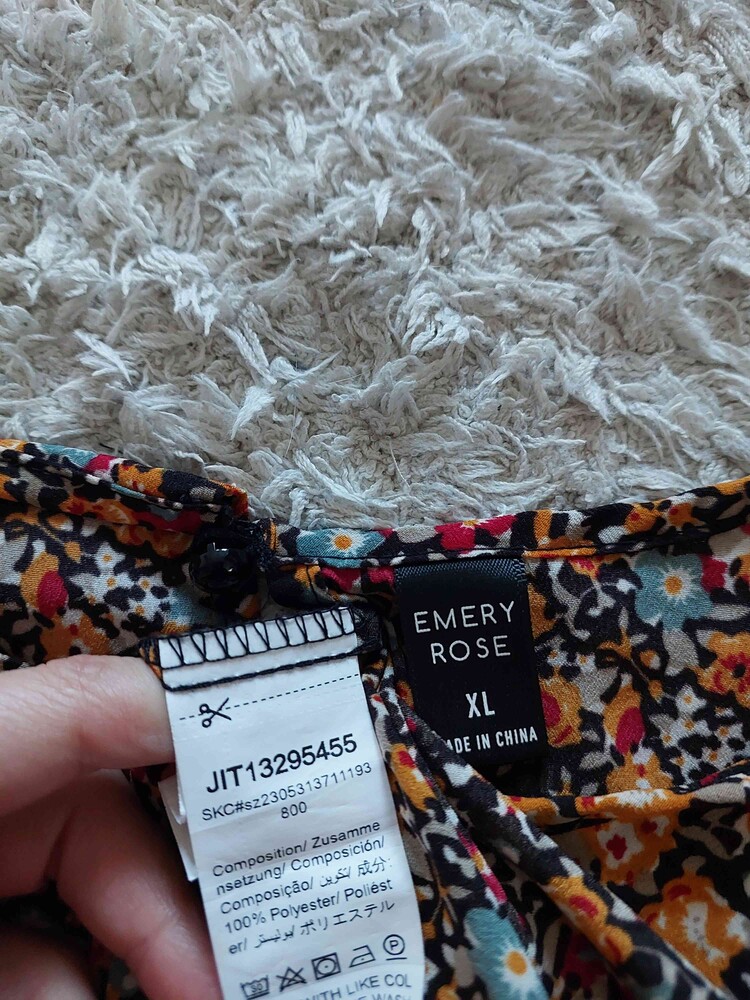 EMERY
ROSE
XL
ADE IN CHINA
JIT13295455
SKC#sz2305313711193
800
Composition/ Zusamme
nsetzung/ Composición/
Composição/ تكوين/ 成分:
100% Polyester/ Poliést
er/ بوليستر/ ポリエステル
WITH LIKE COL